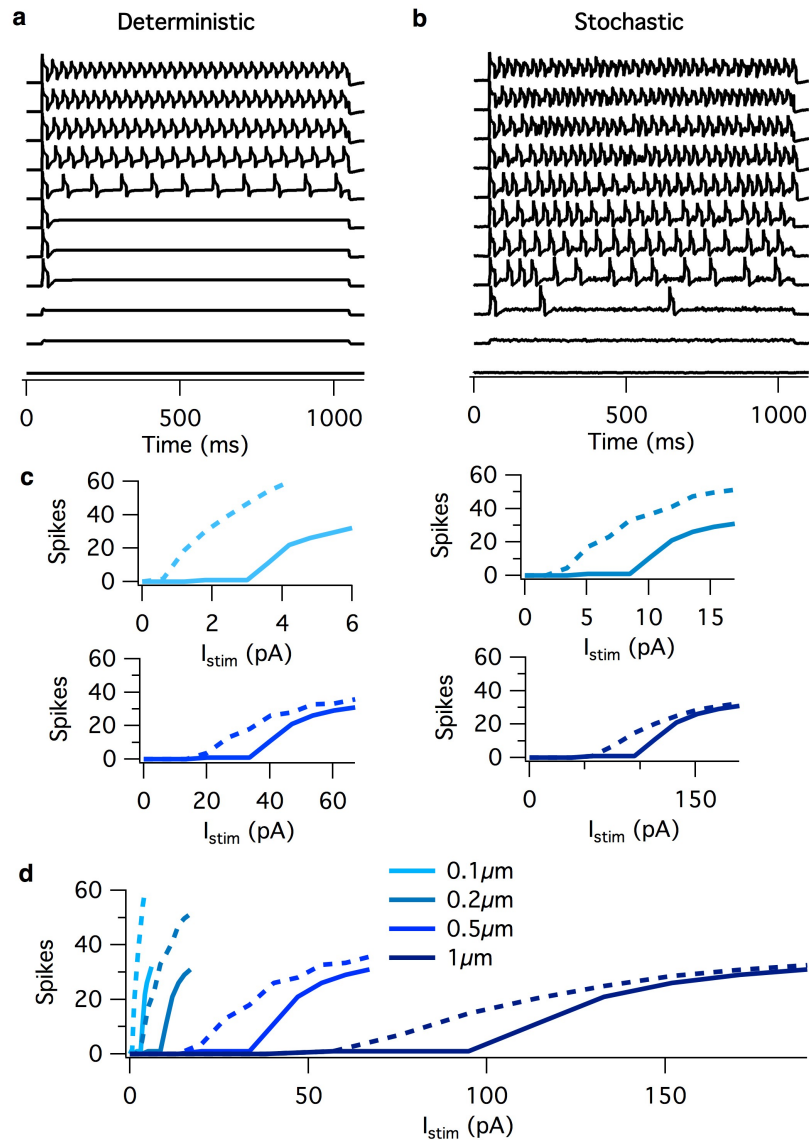 a
Deterministic
b
Stochastic
0 500 1000
Time (ms)
0 500 1000
Time (ms)
c
60
40
20
0
Spikes
0 2 4 6
Istim (pA)
60
40
20
0
Spikes
0 5 10 15
Istim (pA)
60
40
20
0
Spikes
0 20 40 60
Istim (pA)
60
40
20
0
Spikes
0 150
Istim (pA)
d
0.1µm
0.2µm
0.5µm
1µm
60
40
20
0
Spikes
0 50 100 150
Istim (pA)